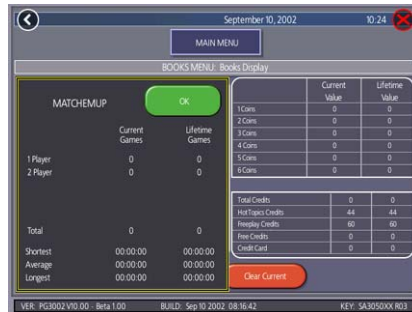 September 10, 2002 10:24
MAIN MENU
BOOKS MENU: Books Display
MATCHEMUP
OK
Current Games Lifetime Games
1 Player 0 0
2 Player 0 0
Total 0 0
Shortest 00:00:00 00:00:00
Average 00:00:00 00:00:00
Longest 00:00:00 00:00:00
Current Value Lifetime Value
1 Coins 0 0
2 Coins 0 0
3 Coins 0 0
4 Coins 0 0
5 Coins 0 0
6 Coins 0 0
Total Credits 0 0
HotTopics Credits 44 44
Freeplay Credits 60 60
Free Credits 0 0
Credit Card 0 0
Clear Current
VER: PG3002 V10.00 - Beta 1.00 BUILD: Sep 10 2002 08:16:42 KEY: SA3050XX R03